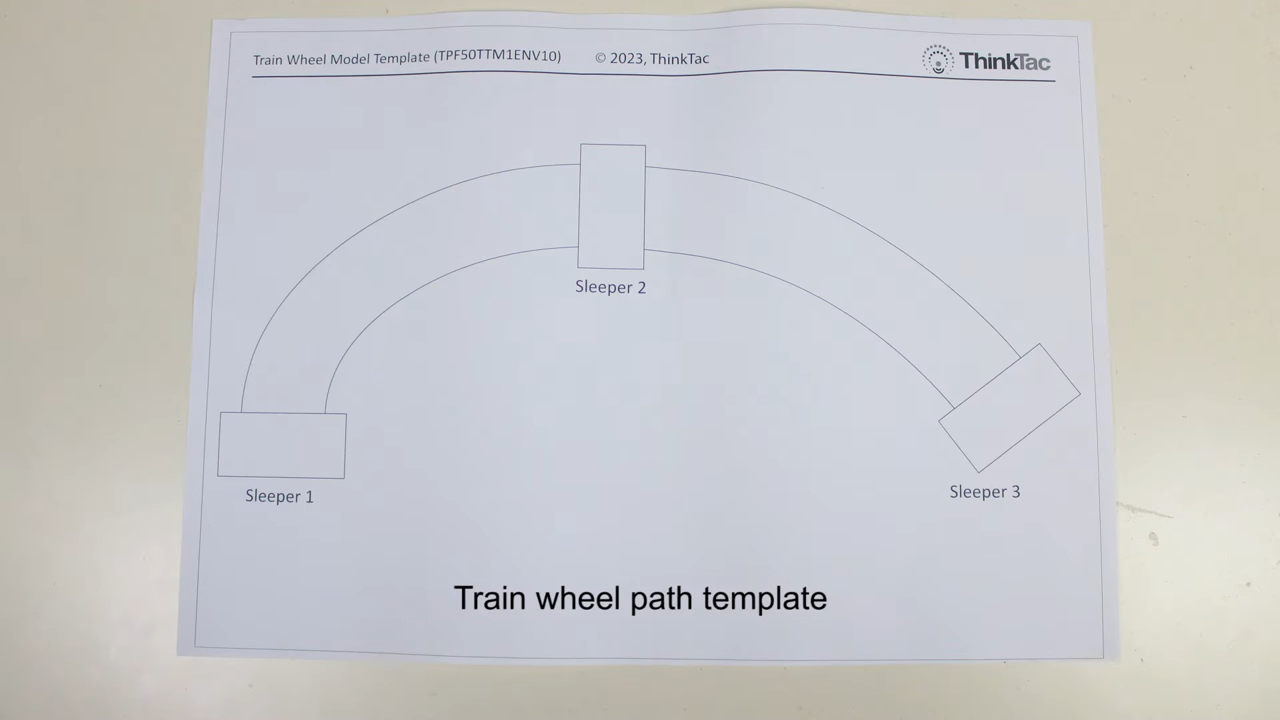 Train Wheel Model Template (TPF50TTM1ENV10) © 2023, ThinkTac ThinkTac
Sleeper 2
Sleeper 1
Sleeper 3
Train wheel path template